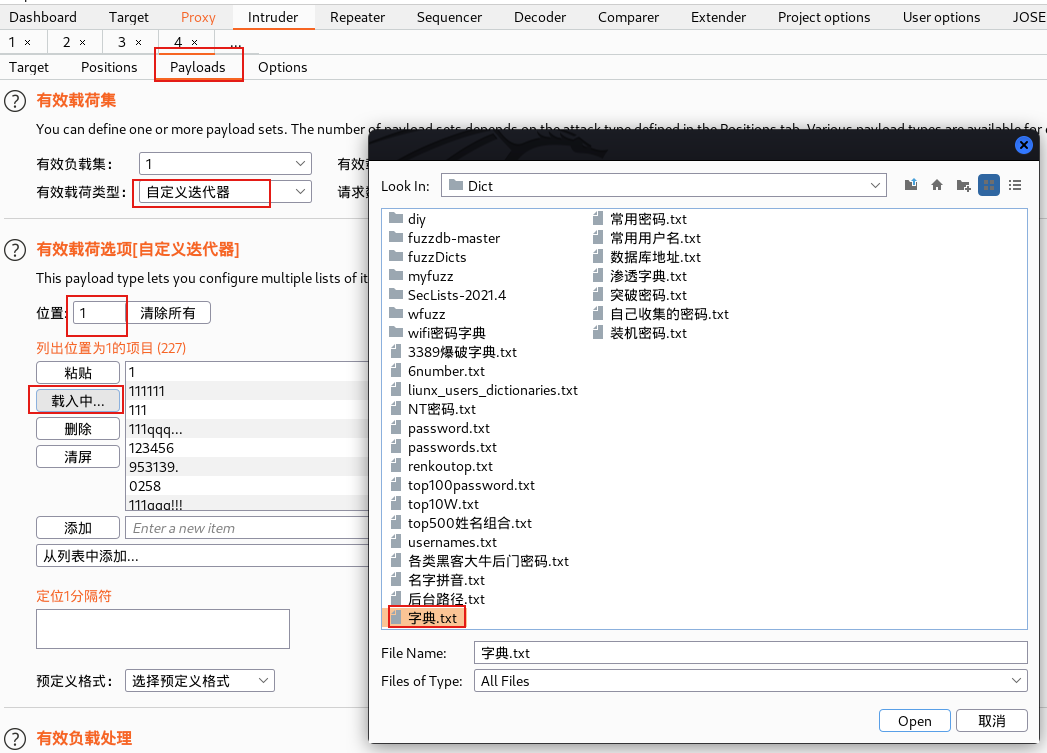 Dashboard Target Proxy Intruder Repeater Sequencer Decoder Comparer Extender Project options User options JOSE
1 × 2 × 3 × 4 × ...
Target Positions Payloads Options
? 有效载荷集
You can define one or more payload sets. The number of payload sets depends on the attack type defined in the Positions tab. Various payload types are available for
有效负载集: 1
有效载荷类型: 自定义迭代器 请求
? 有效载荷选项[自定义迭代器]
This payload type lets you configure multiple lists of it
位置: 1 清除所有
列出位置为1的项目 (227)
粘贴
载入中...
删除
清屏
1
111111
111
111qqq...
123456
953139.
0258
111qqq!!!
添加 Enter a new item
从列表中添加...
定位1分隔符
预定义格式: 选择预定义格式
? 有效负载处理
Look In: Dict
diy
fuzzdb-master
fuzzDicts
myfuzz
SecLists-2021.4
wfuzz
wifi密码字典
3389爆破字典.txt
6number.txt
liunx_users_dictionaries.txt
NT密码.txt
password.txt
passwords.txt
renkoutop.txt
top100password.txt
top10W.txt
top500姓名组合.txt
usernames.txt
各类黑客大牛后门密码.txt
名字拼音.txt
后台路径.txt
字典.txt
常用密码.txt
常用用户名.txt
数据库地址.txt
渗透字典.txt
突破密码.txt
自己收集的密码.txt
装机密码.txt
File Name: 字典.txt
Files of Type: All Files
Open 取消